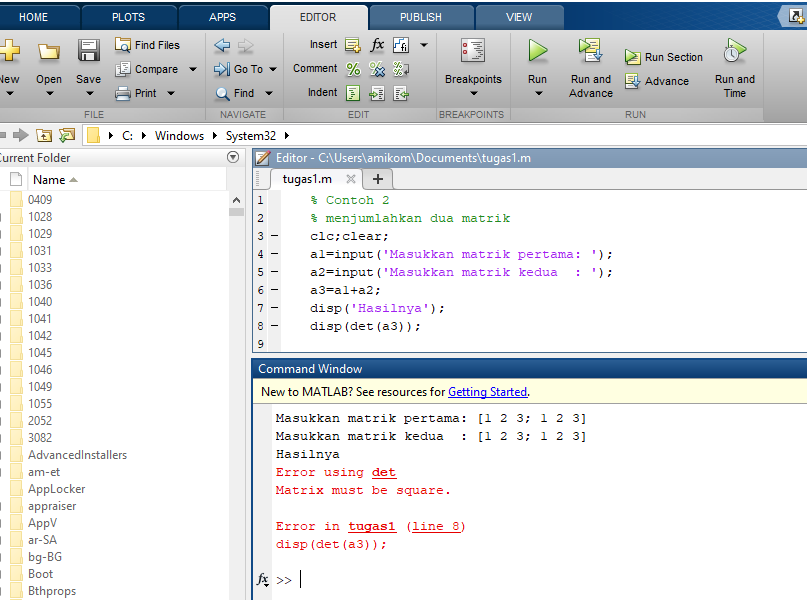 HOME PLOTS APPS EDITOR PUBLISH VIEW
New Open Save
Find Files
Compare
Print
FILE
Go To
Find
NAVIGATE
Insert fx
Comment
Indent
EDIT
Breakpoints
BREAKPOINTS
Run
Run and
Advance
Run Section
Advance
Run and
Time
RUN
C: Windows System32
Current Folder
Name
0409
1028
1029
1031
1033
1036
1040
1041
1042
1045
1046
1049
1055
2052
3082
AdvancedInstallers
am-et
AppLocker
appraiser
AppV
ar-SA
bg-BG
Boot
Bthprops
Editor - C:\Users\amikom\Documents\tugas1.m
tugas1.m × +
1 % Contoh 2
2 % menjumlahkan dua matrik
3 – clc;clear;
4 – a1=input('Masukkan matrik pertama: ');
5 – a2=input('Masukkan matrik kedua  : ');
6 – a3=a1+a2;
7 – disp('Hasilnya');
8 – disp(det(a3));
9
Command Window
New to MATLAB? See resources for Getting Started.
Masukkan matrik pertama: [1 2 3; 1 2 3]
Masukkan matrik kedua  : [1 2 3; 1 2 3]
Hasilnya
Error using det
Matrix must be square.
Error in tugas1 (line 8)
disp(det(a3));
fx >>